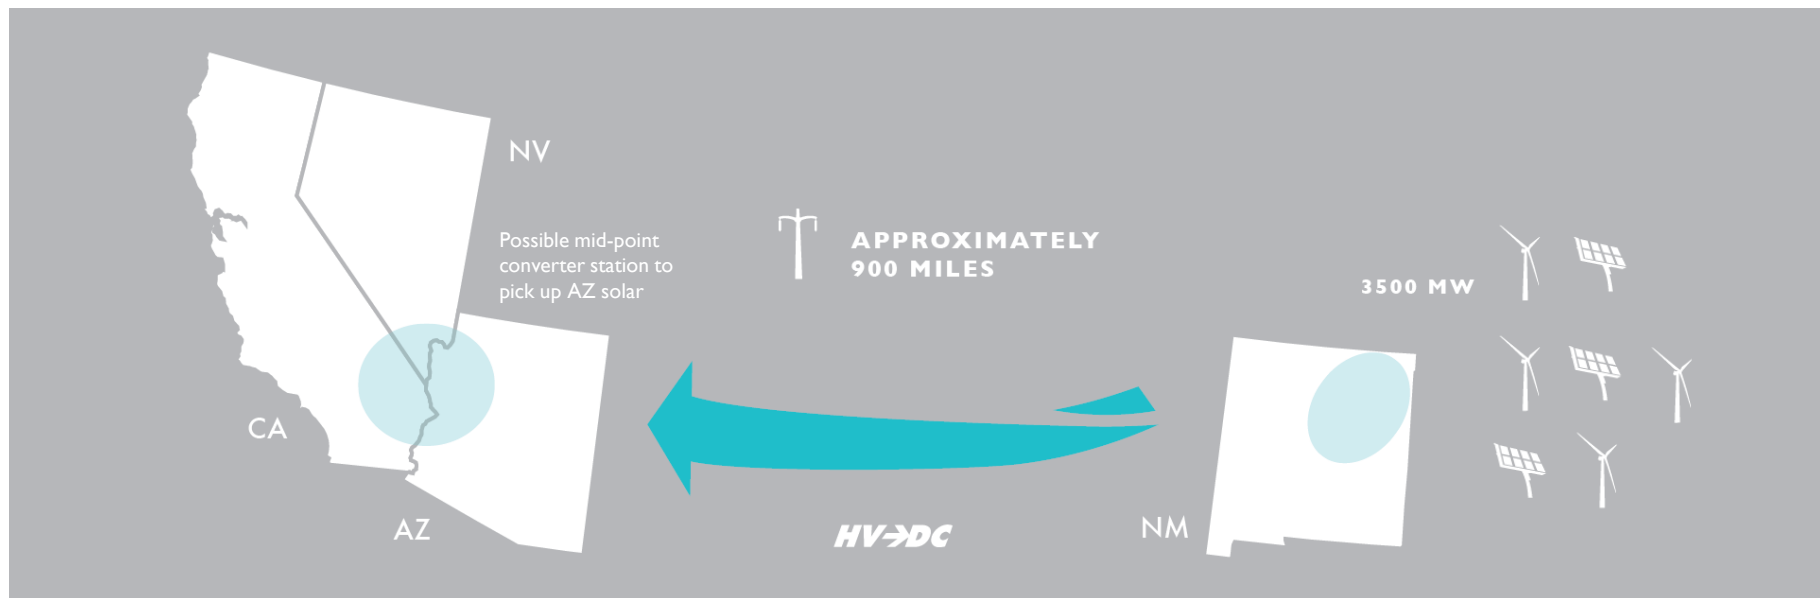 NV
Possible mid-point
converter station to
pick up AZ solar
APPROXIMATELY
900 MILES
3500 MW
CA
AZ
HV→DC
NM